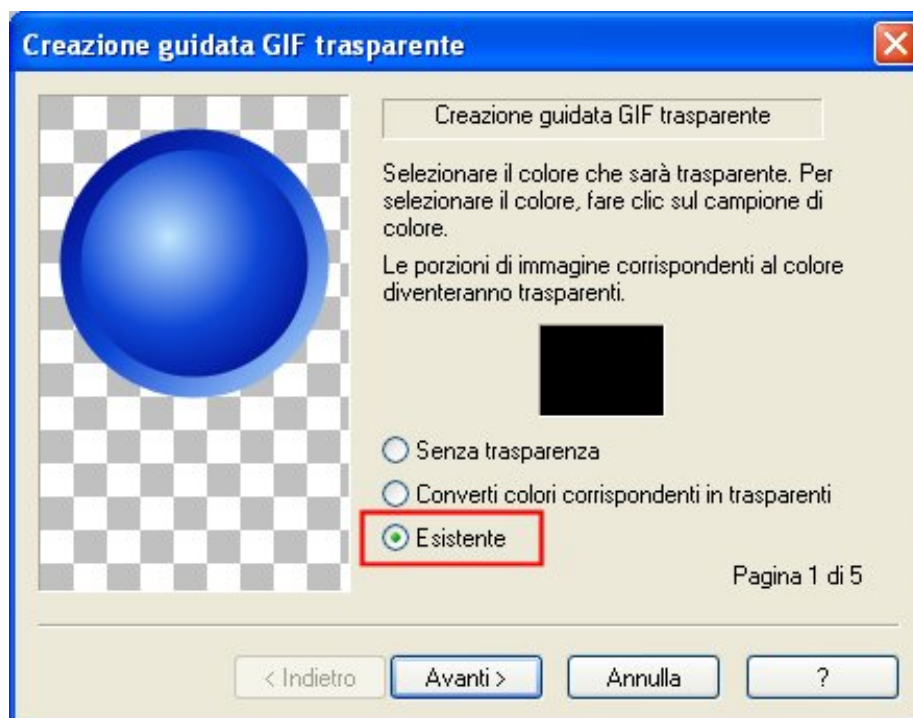 Creazione guidata GIF trasparente
Creazione guidata GIF trasparente
Selezionare il colore che sarà trasparente. Per
selezionare il colore, fare clic sul campione di
colore.
Le porzioni di immagine corrispondenti al colore
diventeranno trasparenti.
Senza trasparenza
Converti colori corrispondenti in trasparenti
Esistente
Pagina 1 di 5
< Indietro
Avanti >
Annulla
?